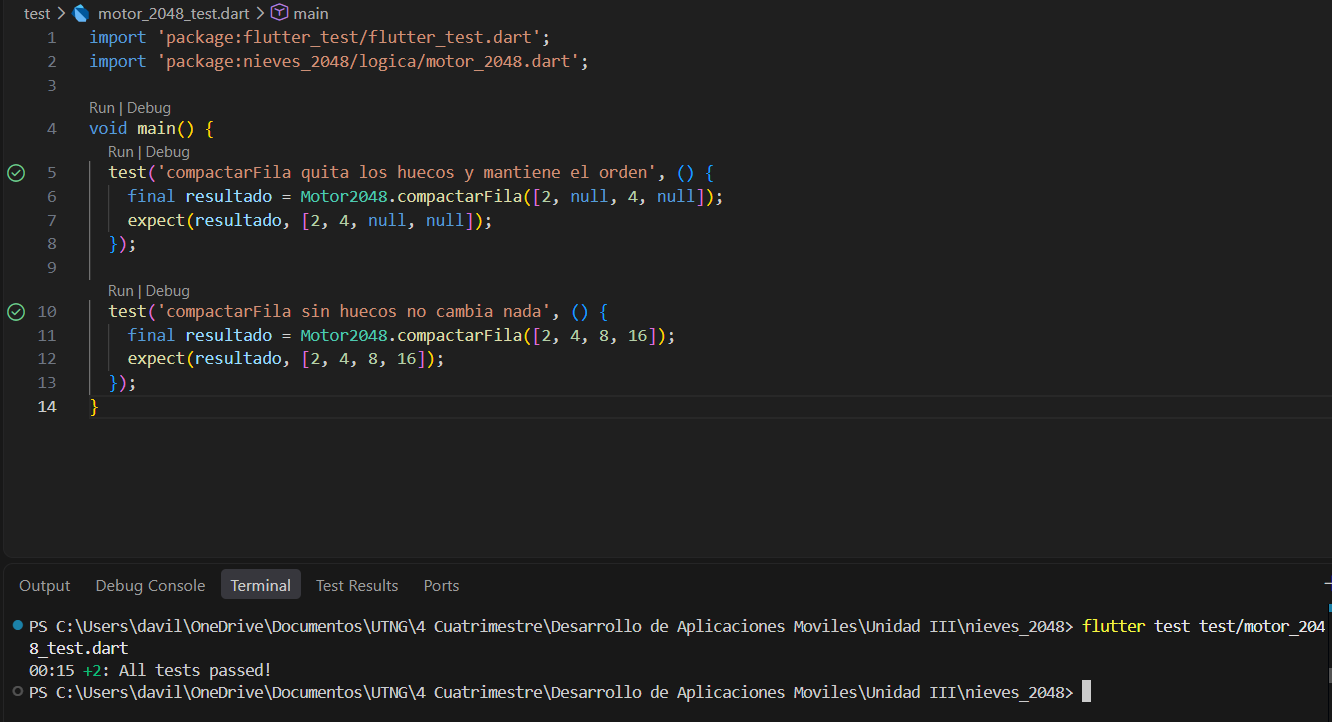 test > motor_2048_test.dart > main
1 import 'package:flutter_test/flutter_test.dart';
2 import 'package:nieves_2048/logica/motor_2048.dart';
3
Run | Debug
4 void main() {
Run | Debug
5 test('compactarFila quita los huecos y mantiene el orden', () {
6 final resultado = Motor2048.compactarFila([2, null, 4, null]);
7 expect(resultado, [2, 4, null, null]);
8 });
9
Run | Debug
10 test('compactarFila sin huecos no cambia nada', () {
11 final resultado = Motor2048.compactarFila([2, 4, 8, 16]);
12 expect(resultado, [2, 4, 8, 16]);
13 });
14 }
Output Debug Console Terminal Test Results Ports
PS C:\Users\davil\OneDrive\Documentos\UTNG\4 Cuatrimestre\Desarrollo de Aplicaciones Moviles\Unidad III\nieves_2048> flutter test test/motor_204
8_test.dart
00:15 +2: All tests passed!
PS C:\Users\davil\OneDrive\Documentos\UTNG\4 Cuatrimestre\Desarrollo de Aplicaciones Moviles\Unidad III\nieves_2048>